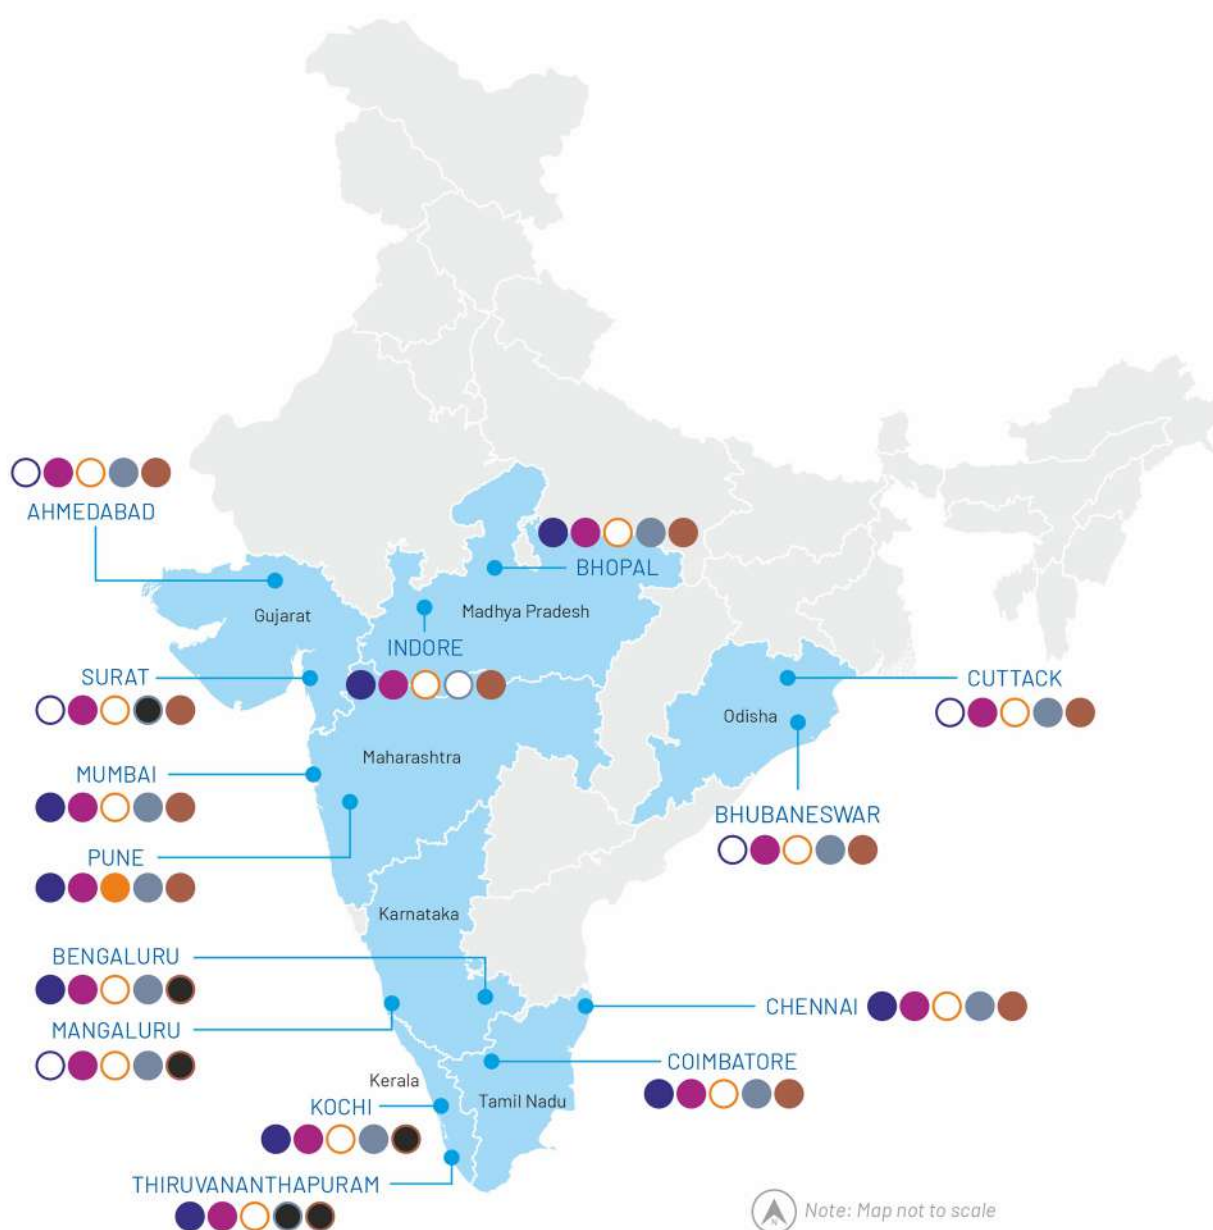 AHMEDABAD
BHOPAL
Gujarat
Madhya Pradesh
INDORE
SURAT
CUTTACK
Odisha
Maharashtra
MUMBAI
BHUBANESWAR
PUNE
Karnataka
BENGALURU
CHENNAI
MANGALURU
COIMBATORE
Kerala
Tamil Nadu
KOCHI
THIRUVANANTHAPURAM
N
Note: Map not to scale